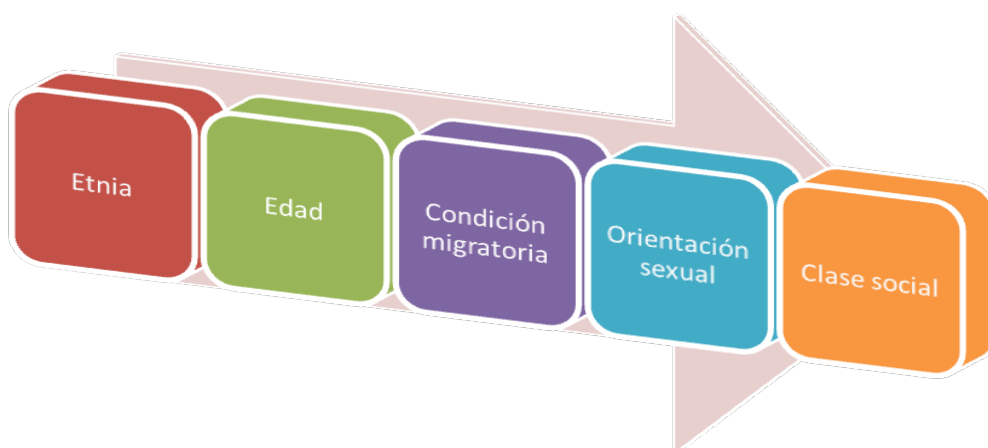 Etnia
Edad
Condición
migratoria
Orientación
sexual
Clase social